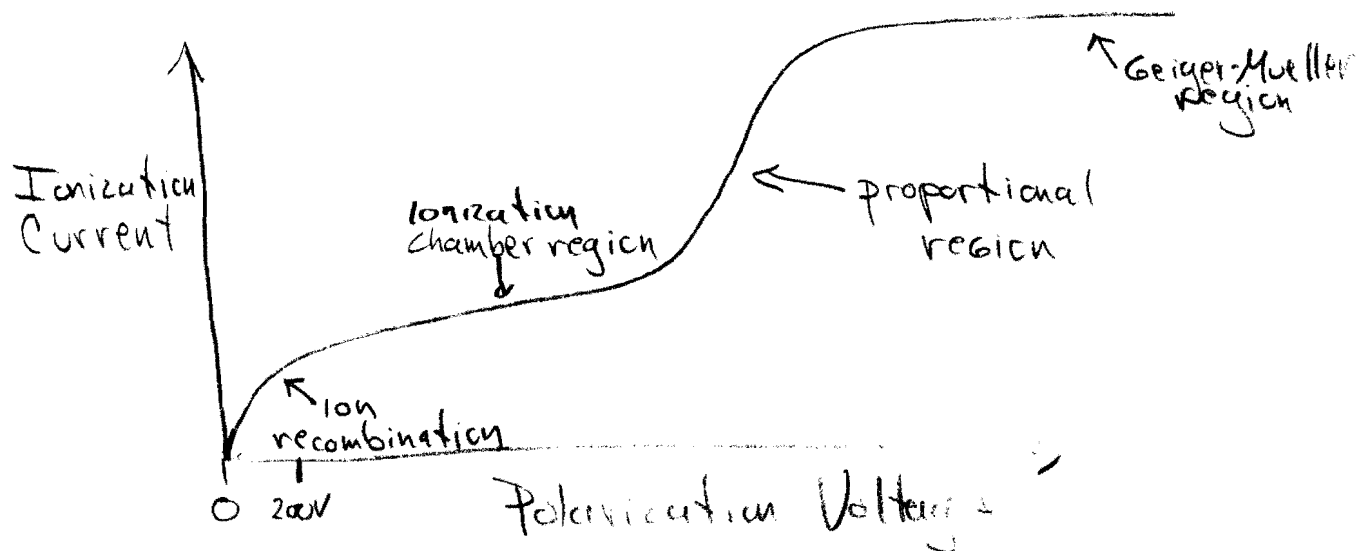 Geiger-Mueller
region
Ionization
Current
Ionization
chamber region
proportional
region
Ion
recombination
0 200V
Polarization Voltage